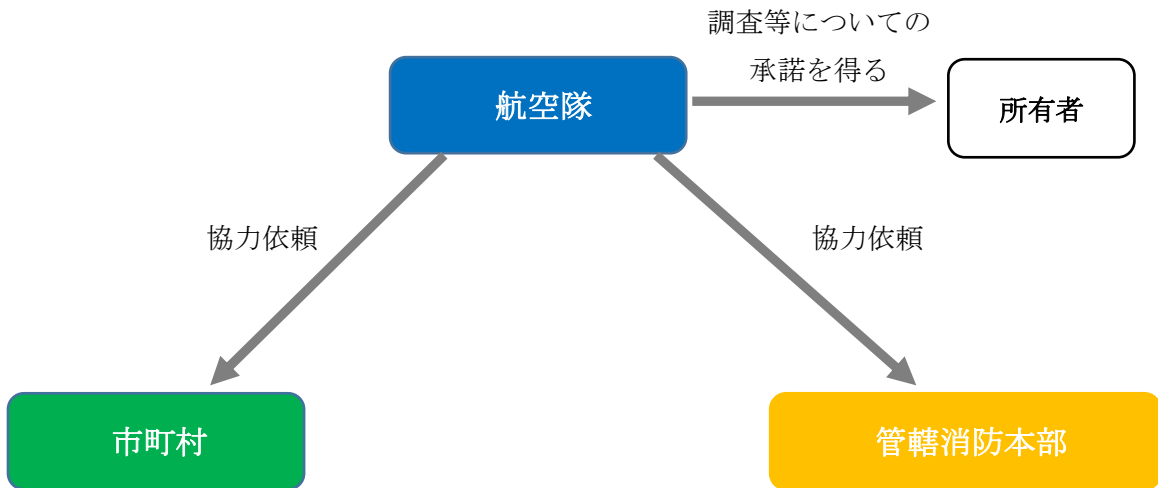 調査等についての
承諾を得る
航空隊
所有者
協力依頼
協力依頼
市町村
管轄消防本部